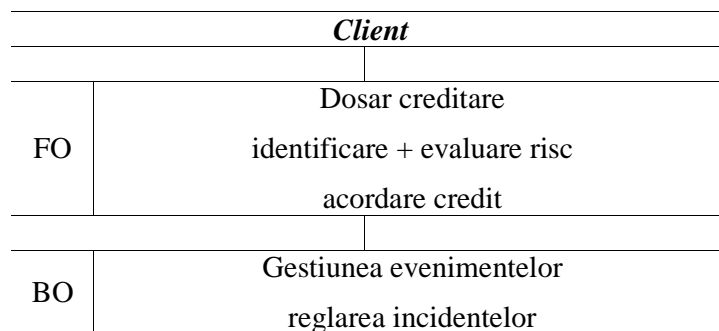 Client
Dosar creditare
FO
identificare + evaluare risc
acordare credit
Gestiunea evenimentelor
BO
reglarea incidentelor